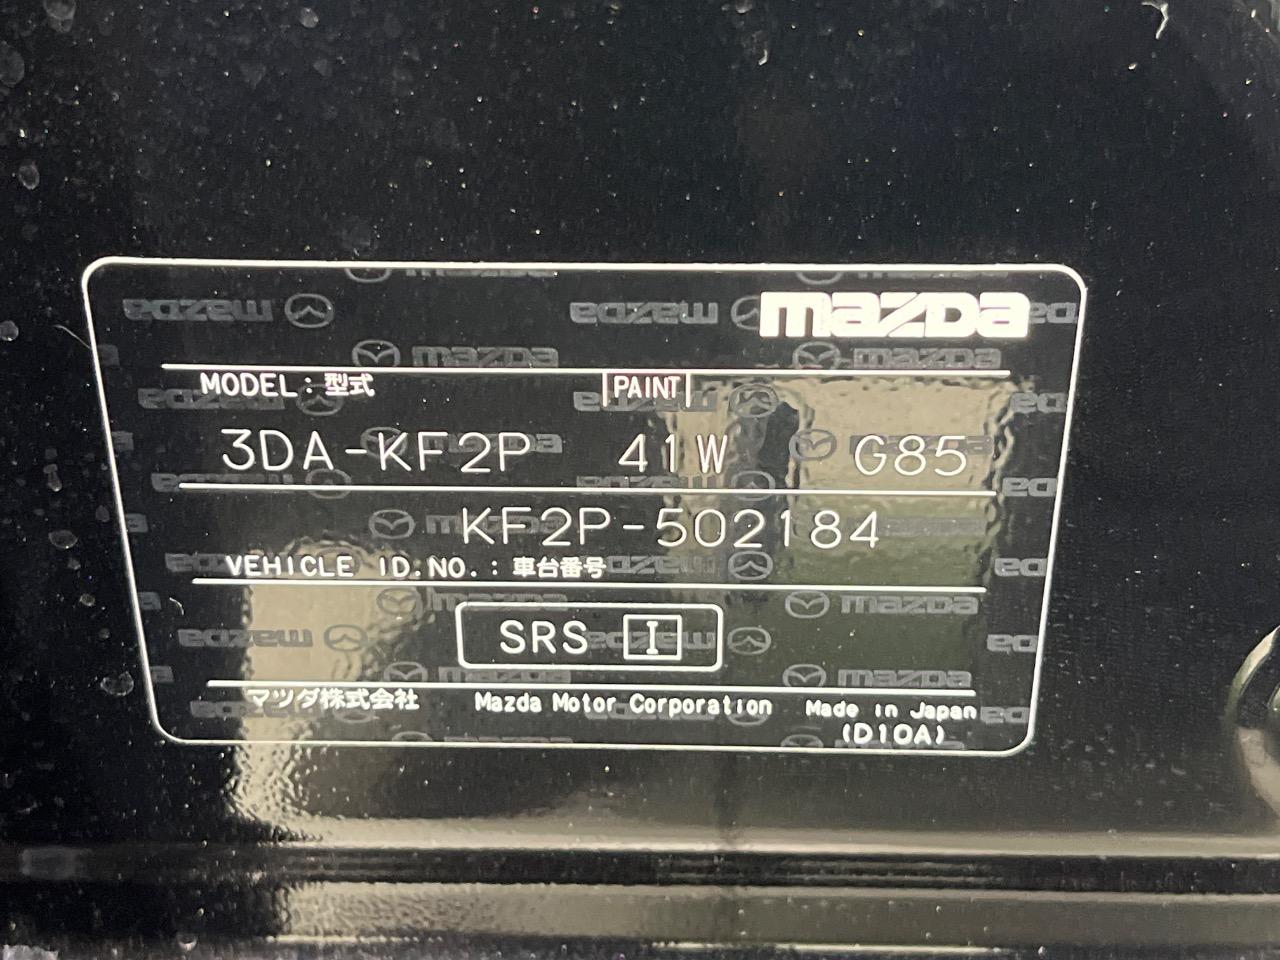 mazda
MODEL: 型式 PAINT
3DA-KF2P 41W G85
KF2P-502184
VEHICLE ID.NO.: 車台番号
SRS I
マツダ株式会社 Mazda Motor Corporation Made in Japan
(D10A)